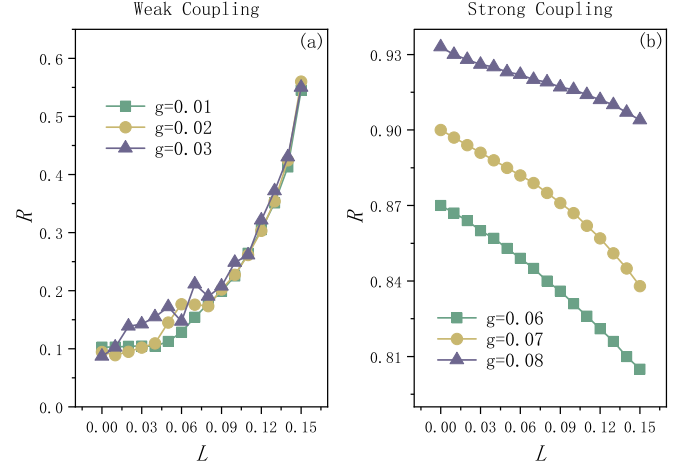 Weak Coupling
(a)
g=0.01
g=0.02
g=0.03
R
0.6
0.5
0.4
0.3
0.2
0.1
0.0
0.00 0.03 0.06 0.09 0.12 0.15
L
Strong Coupling
(b)
g=0.06
g=0.07
g=0.08
R
0.93
0.90
0.87
0.84
0.81
0.00 0.03 0.06 0.09 0.12 0.15
L